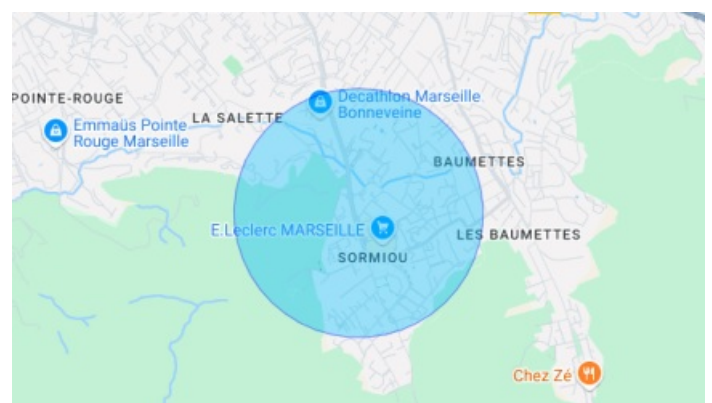 Decathlon Marseille
Bonneveine
POINTE-ROUGE
LA SALETTE
Emmaüs Pointe
Rouge Marseille
BAUMETTES
E.Leclerc MARSEILLE
LES BAUMETTES
SORMIOU
Chez Zé